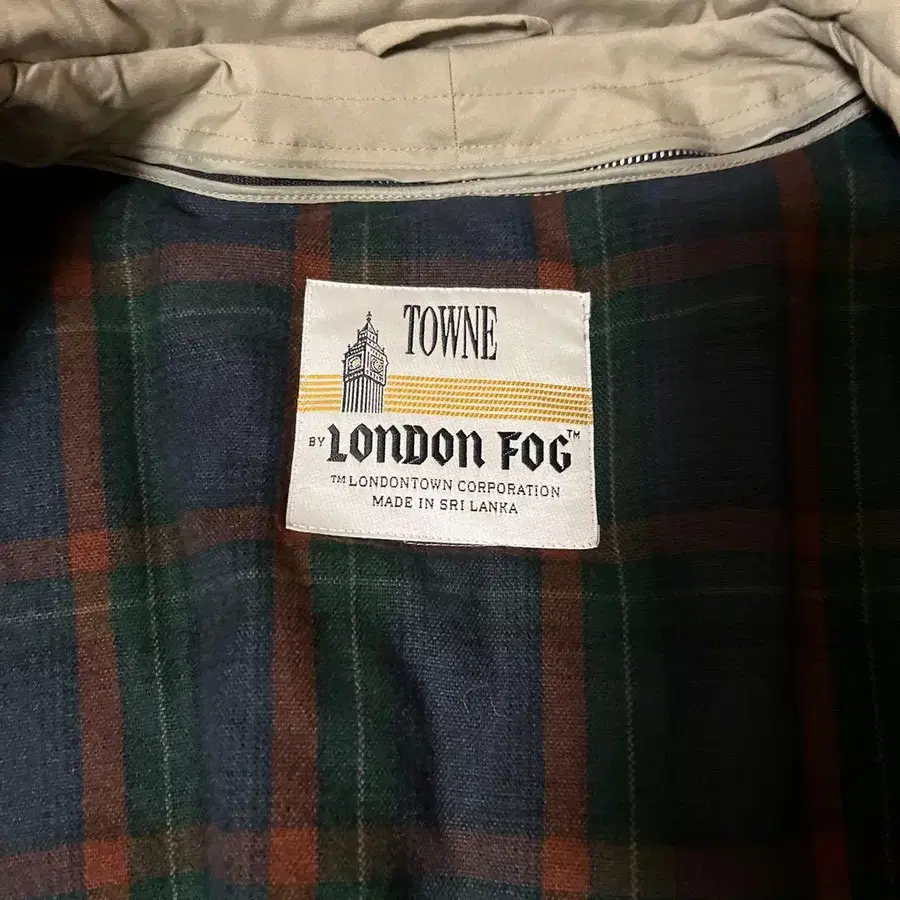 TOWNE
BY LONDON FOG™
™ LONDONTOWN CORPORATION
MADE IN SRI LANKA